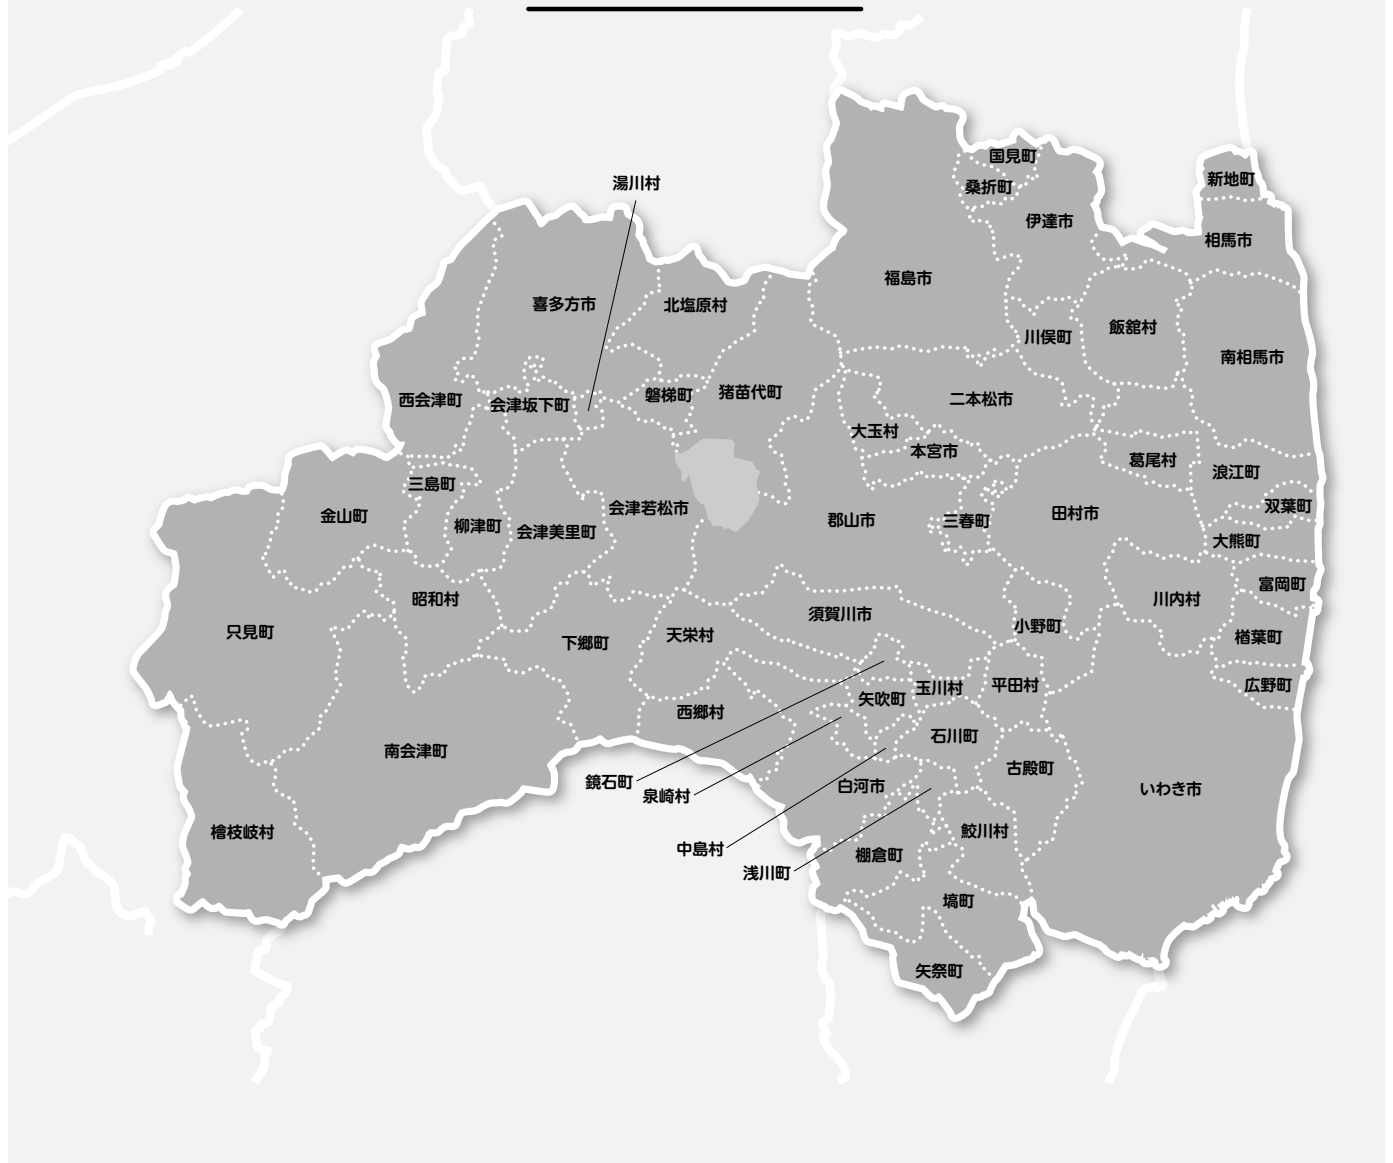 国見町
新地町
湯川村
桑折町
伊達市
相馬市
福島市
喜多方市
北塩原村
飯舘村
川俣町
南相馬市
磐梯町
猪苗代町
西会津町
会津坂下町
二本松市
大玉村
本宮市
葛尾村
浪江町
三島町
双葉町
会津若松市
金山町
田村市
郡山市
三春町
柳津町
会津美里町
大熊町
富岡町
昭和村
川内村
須賀川市
小野町
只見町
天栄村
楢葉町
下郷町
平田村
広野町
玉川村
矢吹町
西郷村
石川町
南会津町
古殿町
鏡石町
白河市
いわき市
泉崎村
檜枝岐村
鮫川村
中島村
棚倉町
浅川町
塙町
矢祭町